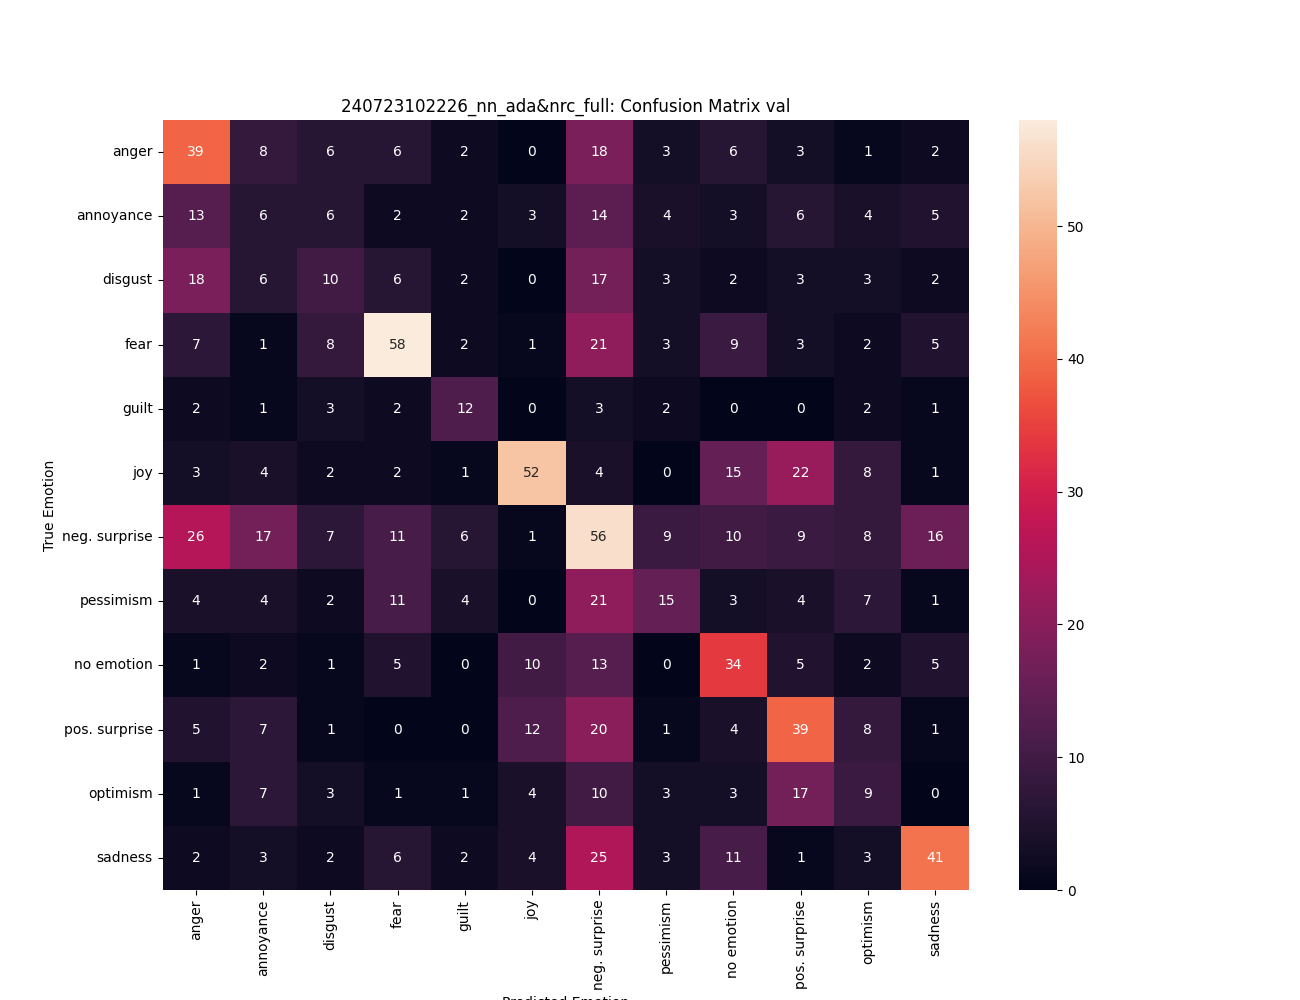 240723102226_nn_ada&nrc_full: Confusion Matrix val
anger 39 8 6 6 2 0 18 3 6 3 1 2
annoyance 13 6 6 2 2 3 14 4 3 6 4 5
disgust 18 6 10 6 2 0 17 3 2 3 3 2
fear 7 1 8 58 2 1 21 3 9 3 2 5
guilt 2 1 3 2 12 0 3 2 0 0 2 1
joy 3 4 2 2 1 52 4 0 15 22 8 1
neg. surprise 26 17 7 11 6 1 56 9 10 9 8 16
pessimism 4 4 2 11 4 0 21 15 3 4 7 1
no emotion 1 2 1 5 0 10 13 0 34 5 2 5
pos. surprise 5 7 1 0 0 12 20 1 4 39 8 1
optimism 1 7 3 1 1 4 10 3 3 17 9 0
sadness 2 3 2 6 2 4 25 3 11 1 3 41
True Emotion
anger annoyance disgust fear guilt joy neg. surprise pessimism no emotion pos. surprise optimism sadness
Predicted Emotion
50
40
30
20
10
0